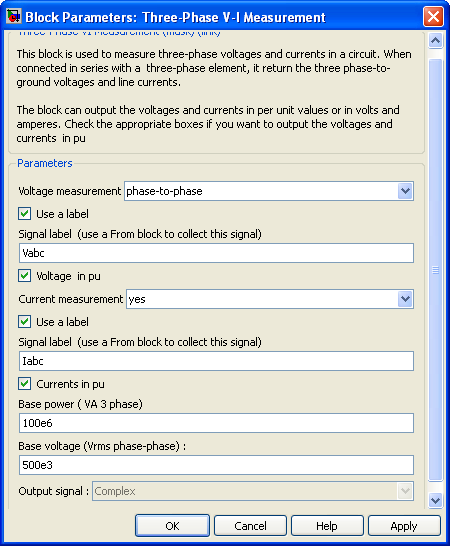 Block Parameters: Three-Phase V-I Measurement
Three-Phase VI Measurement (mask) (link)
This block is used to measure three-phase voltages and currents in a circuit. When
connected in series with a three-phase element, it return the three phase-to-
ground voltages and line currents.
The block can output the voltages and currents in per unit values or in volts and
amperes. Check the appropriate boxes if you want to output the voltages and
currents in pu
Parameters
Voltage measurement phase-to-phase
Use a label
Signal label (use a From block to collect this signal)
Vabc
Voltage in pu
Current measurement yes
Use a label
Signal label (use a From block to collect this signal)
Iabc
Currents in pu
Base power ( VA 3 phase)
100e6
Base voltage (Vrms phase-phase) :
500e3
Output signal : Complex
OK Cancel Help Apply